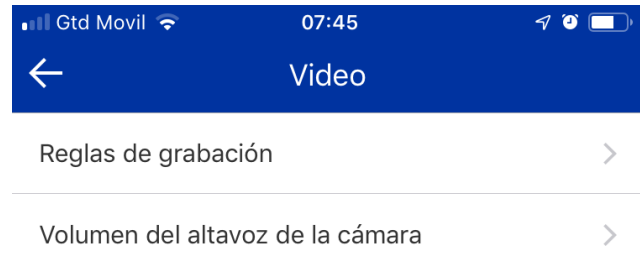 Gtd Movil 07:45
Video
Reglas de grabación
Volumen del altavoz de la cámara